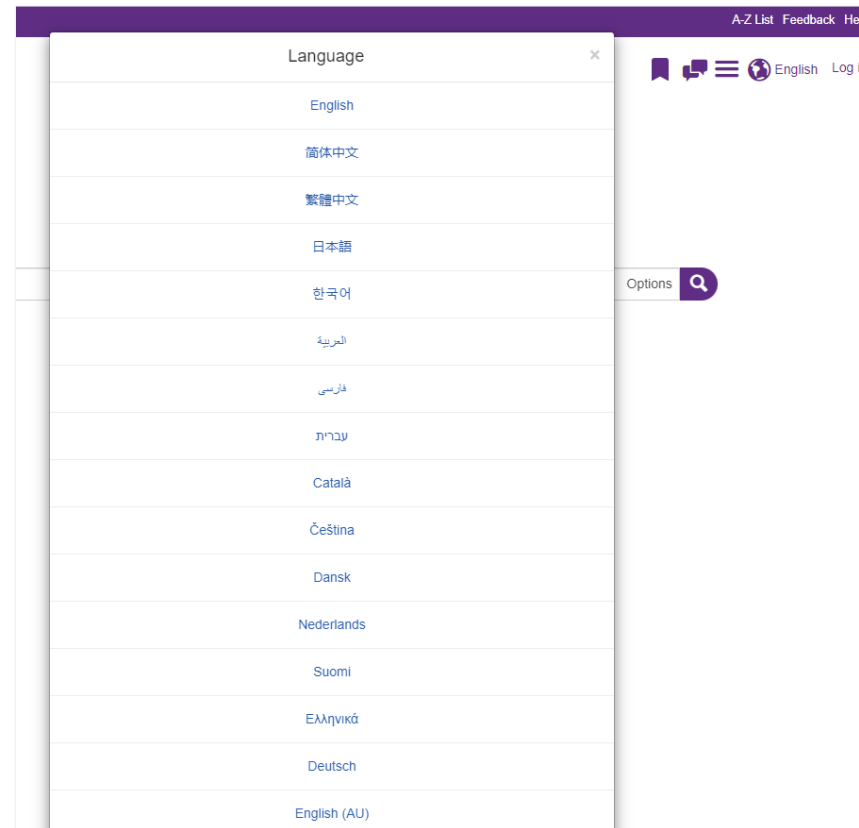 A-Z List Feedback
Language ×
English Log
English
简体中文
繁體中文
日本語
Options
한국어
العربية
فارسی
עברית
Català
Čeština
Dansk
Nederlands
Suomi
Ελληνικά
Deutsch
English (AU)